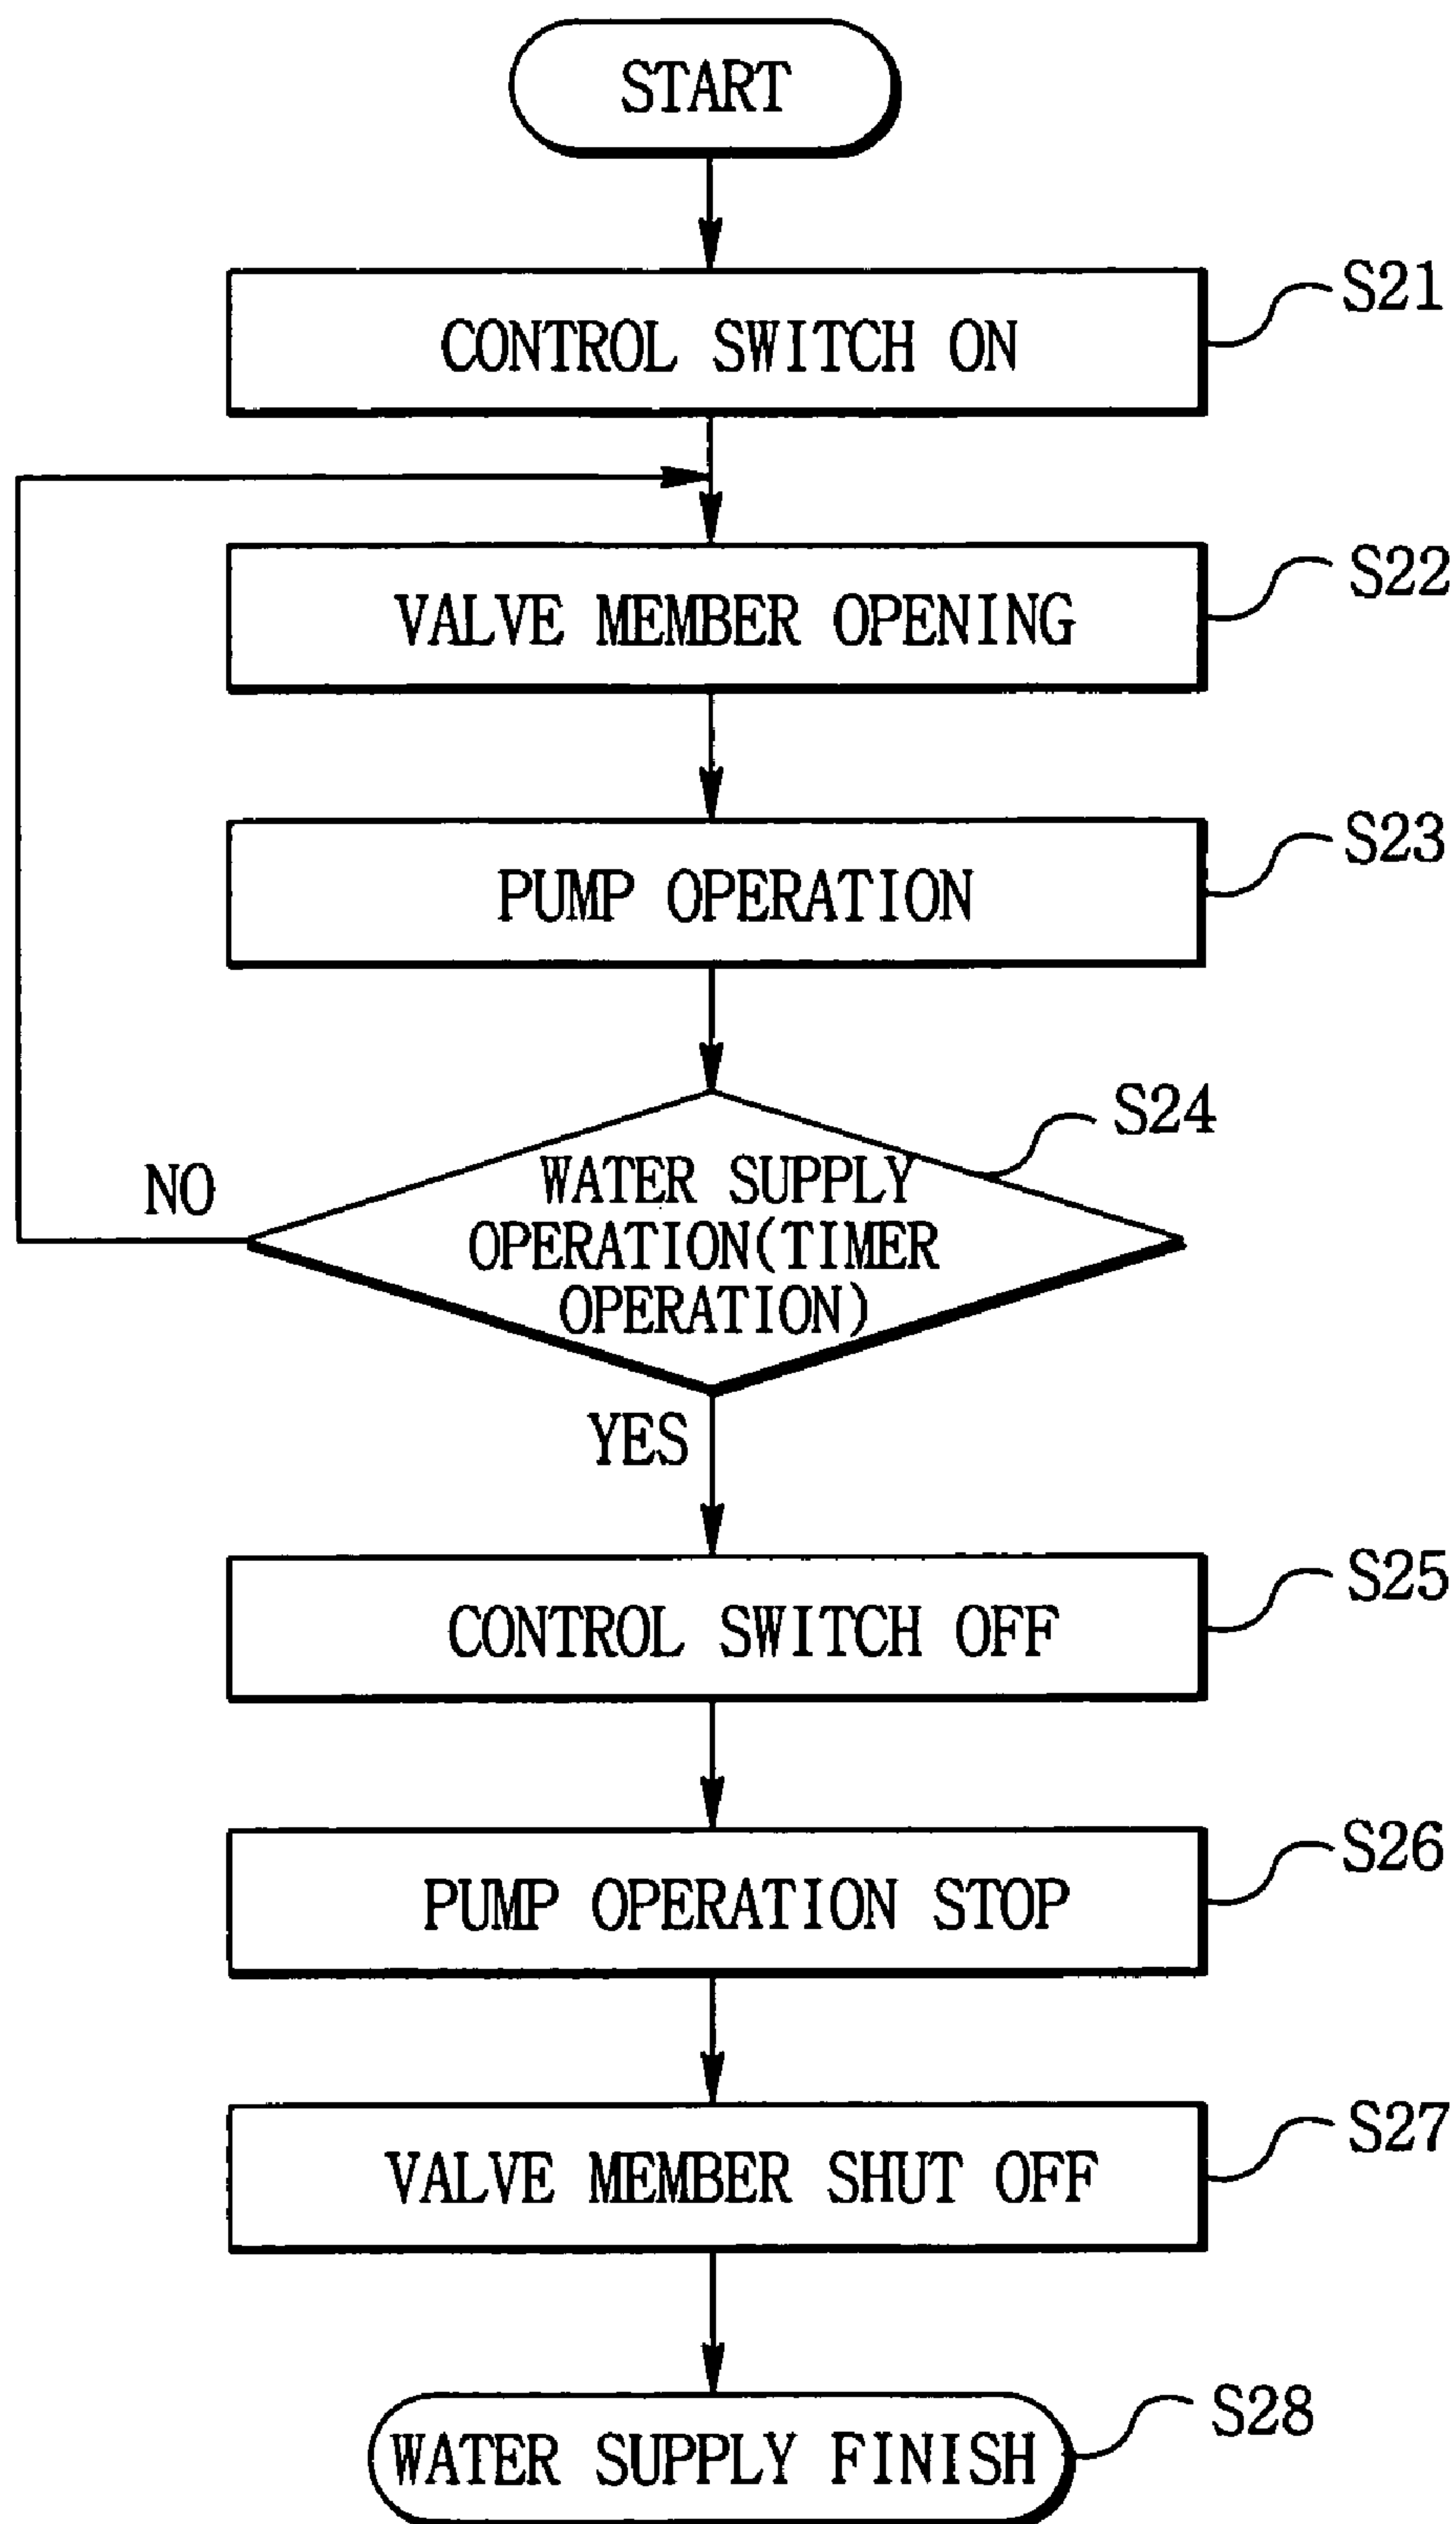 START
CONTROL SWITCH ON
S21
VALVE MEMBER OPENING
S22
PUMP OPERATION
S23
S24
WATER SUPPLY
OPERATION(TIMER
OPERATION)
NO
YES
CONTROL SWITCH OFF
S25
PUMP OPERATION STOP
S26
VALVE MEMBER SHUT OFF
S27
WATER SUPPLY FINISH
S28